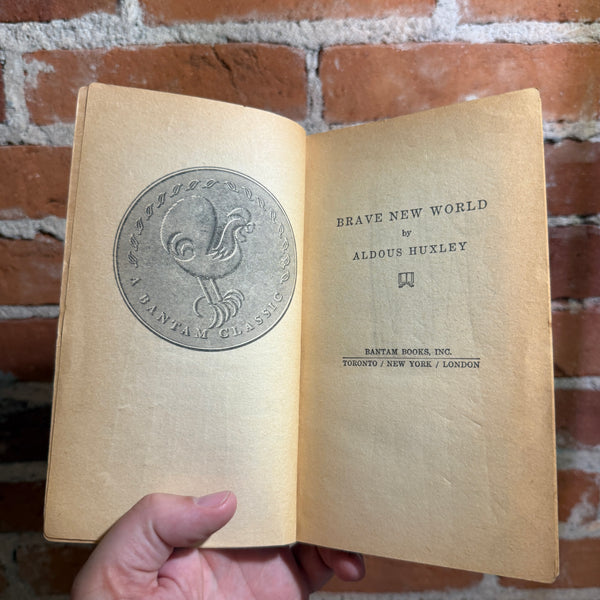 A BANTAM CLASSIC
BRAVE NEW WORLD
by
ALDOUS HUXLEY
BANTAM BOOKS, INC.
TORONTO / NEW YORK / LONDON